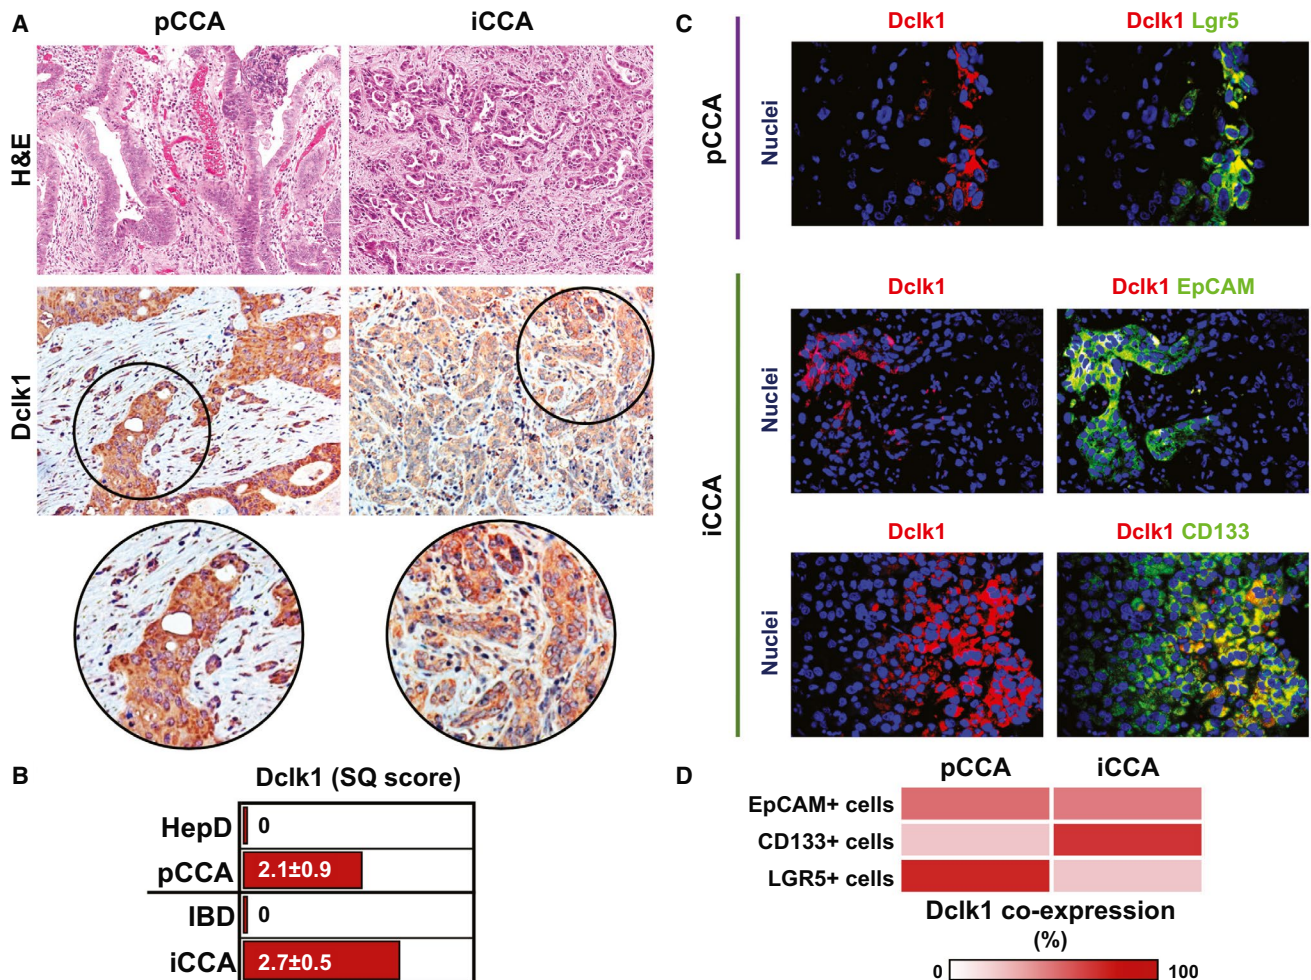 A
pCCA
iCCA
H&E
Dclk1
B
Dclk1 (SQ score)
HepD
0
pCCA
2.1±0.9
IBD
0
iCCA
2.7±0.5
C
pCCA
Dclk1
Dclk1 Lgr5
Nuclei
iCCA
Dclk1
Dclk1 EpCAM
Nuclei
Dclk1
Dclk1 CD133
Nuclei
D
pCCA
iCCA
EpCAM+ cells
CD133+ cells
LGR5+ cells
Dclk1 co-expression
(%)
0
100